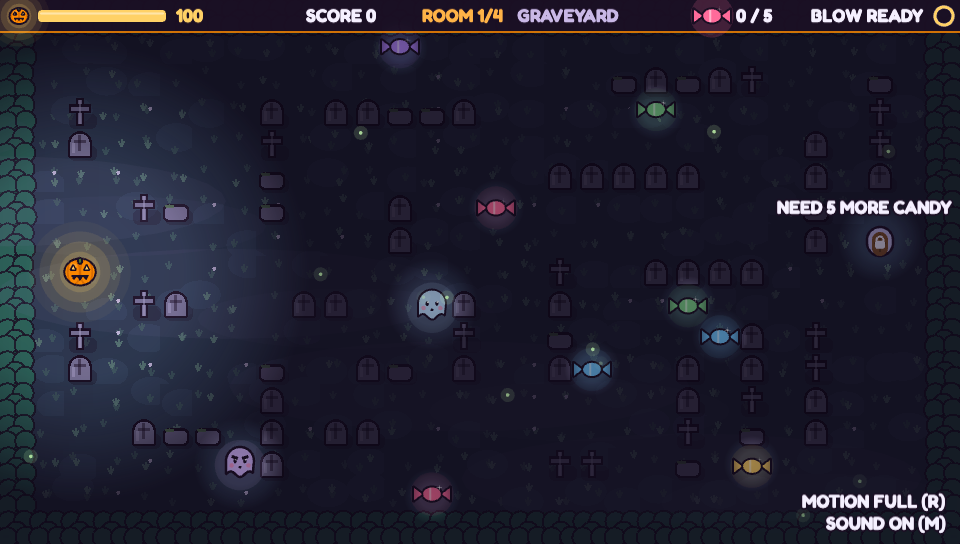 100 SCORE 0 ROOM 1/4 GRAVEYARD 0 / 5 BLOW READY
NEED 5 MORE CANDY
MOTION FULL (R)
SOUND ON (M)